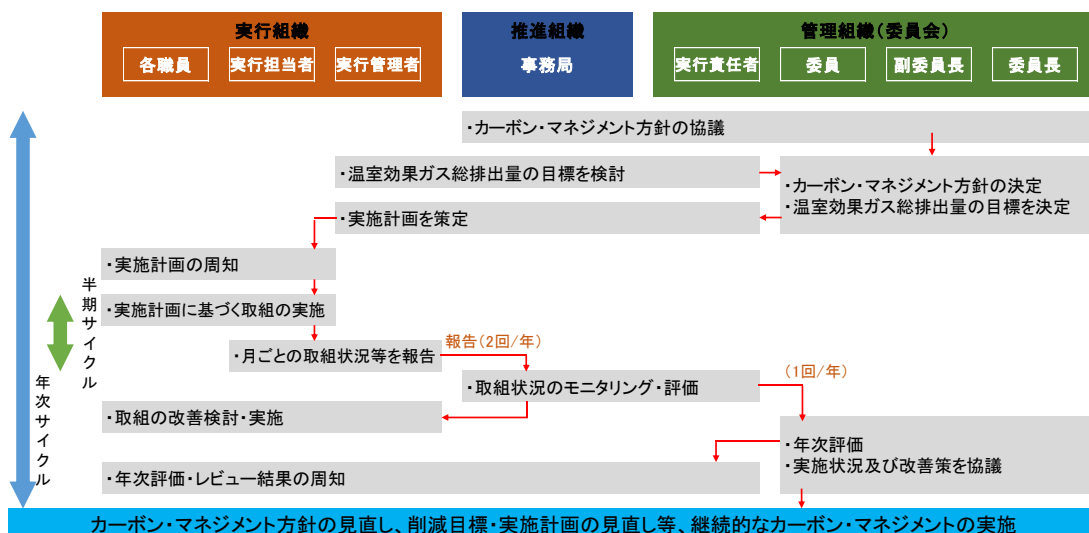 実行組織
推進組織
管理組織(委員会)
各職員
実行担当者
実行管理者
事務局
実行責任者
委員
副委員長
委員長
・カーボン・マネジメント方針の協議
・温室効果ガス総排出量の目標を検討
・カーボン・マネジメント方針の決定
・温室効果ガス総排出量の目標を決定
・実施計画を策定
・実施計画の周知
半期サイクル
・実施計画に基づく取組の実施
報告(2回/年)
・月ごとの取組状況等を報告
(1回/年)
年次サイクル
・取組状況のモニタリング・評価
・取組の改善検討・実施
・年次評価
・実施状況及び改善策を協議
・年次評価・レビュー結果の周知
カーボン・マネジメント方針の見直し、削減目標・実施計画の見直し等、継続的なカーボン・マネジメントの実施